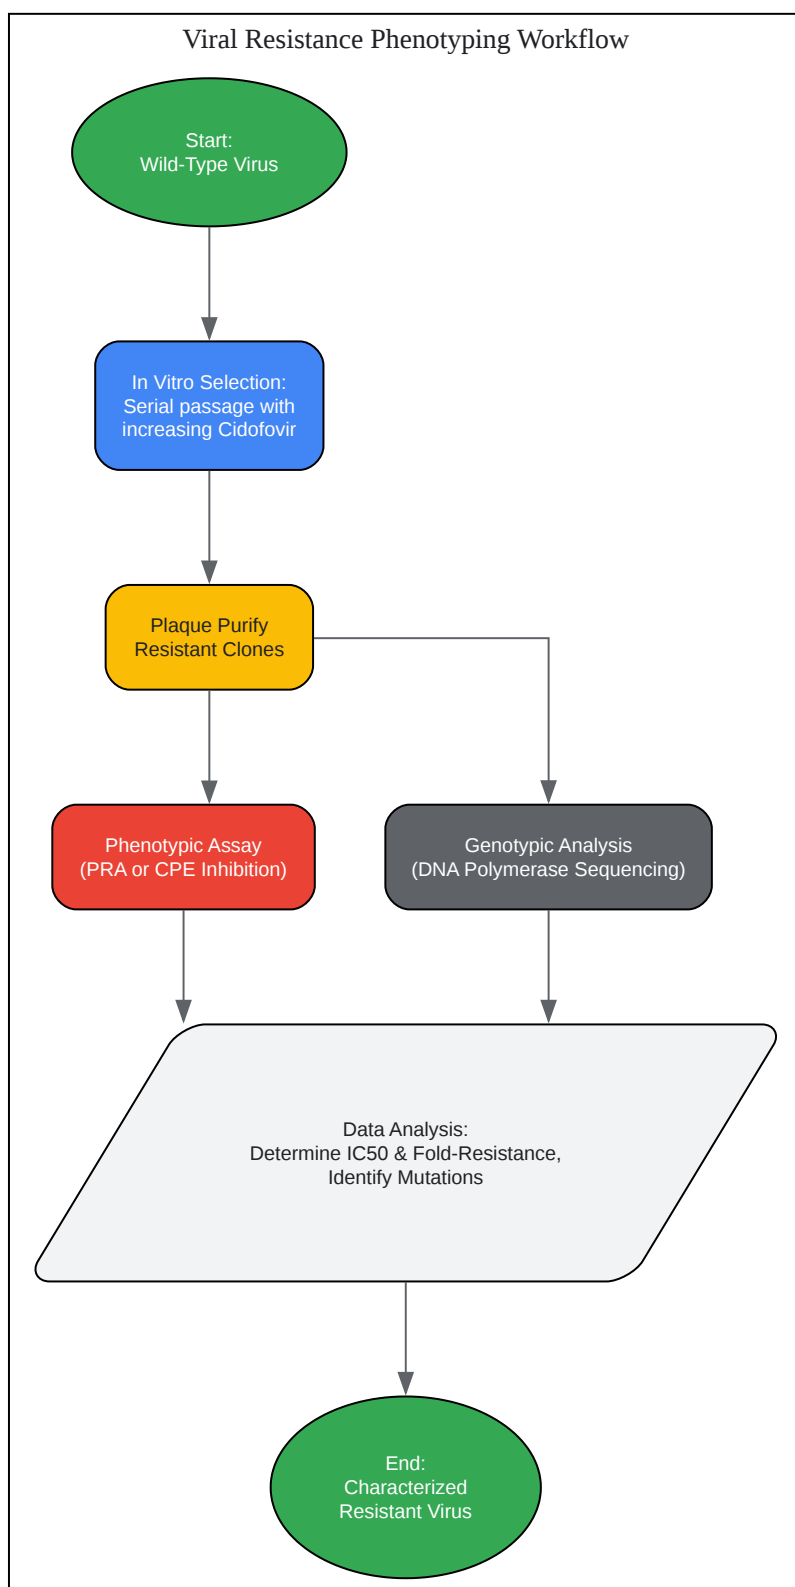 Viral Resistance Phenotyping Workflow
Start:
Wild-Type Virus
In Vitro Selection:
Serial passage with
increasing Cidofovir
Plaque Purify
Resistant Clones
Phenotypic Assay
(PRA or CPE Inhibition)
Genotypic Analysis
(DNA Polymerase Sequencing)
Data Analysis:
Determine IC50 & Fold-Resistance,
Identify Mutations
End:
Characterized
Resistant Virus